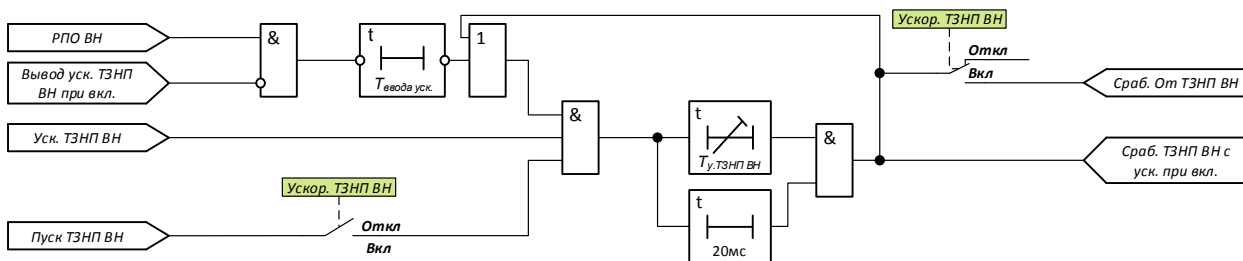 РПО ВН
Вывод уск. ТЗНП
ВН при вкл.
Уск. ТЗНП ВН
Пуск ТЗНП ВН
&
t
Tввода уск.
1
Ускор. ТЗНП ВН
Откл
Вкл
&
t
Tу.ТЗНП ВН
t
20мс
&
Ускор. ТЗНП ВН
Откл
Вкл
Сраб. От ТЗНП ВН
Сраб. ТЗНП ВН с
уск. при вкл.